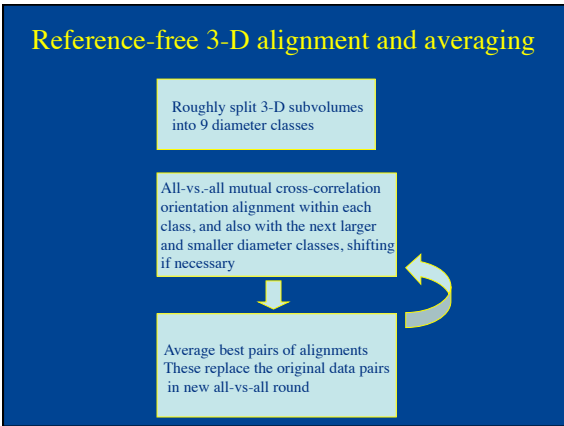 Reference-free 3-D alignment and averaging
Roughly split 3-D subvolumes
into 9 diameter classes
All-vs.-all mutual cross-correlation
orientation alignment within each
class, and also with the next larger
and smaller diameter classes, shifting
if necessary
Average best pairs of alignments
These replace the original data pairs
in new all-vs-all round